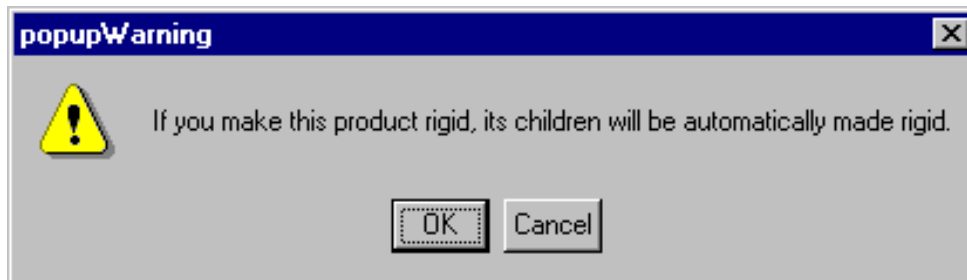 popupWarning
If you make this product rigid, its children will be automatically made rigid.
OK Cancel